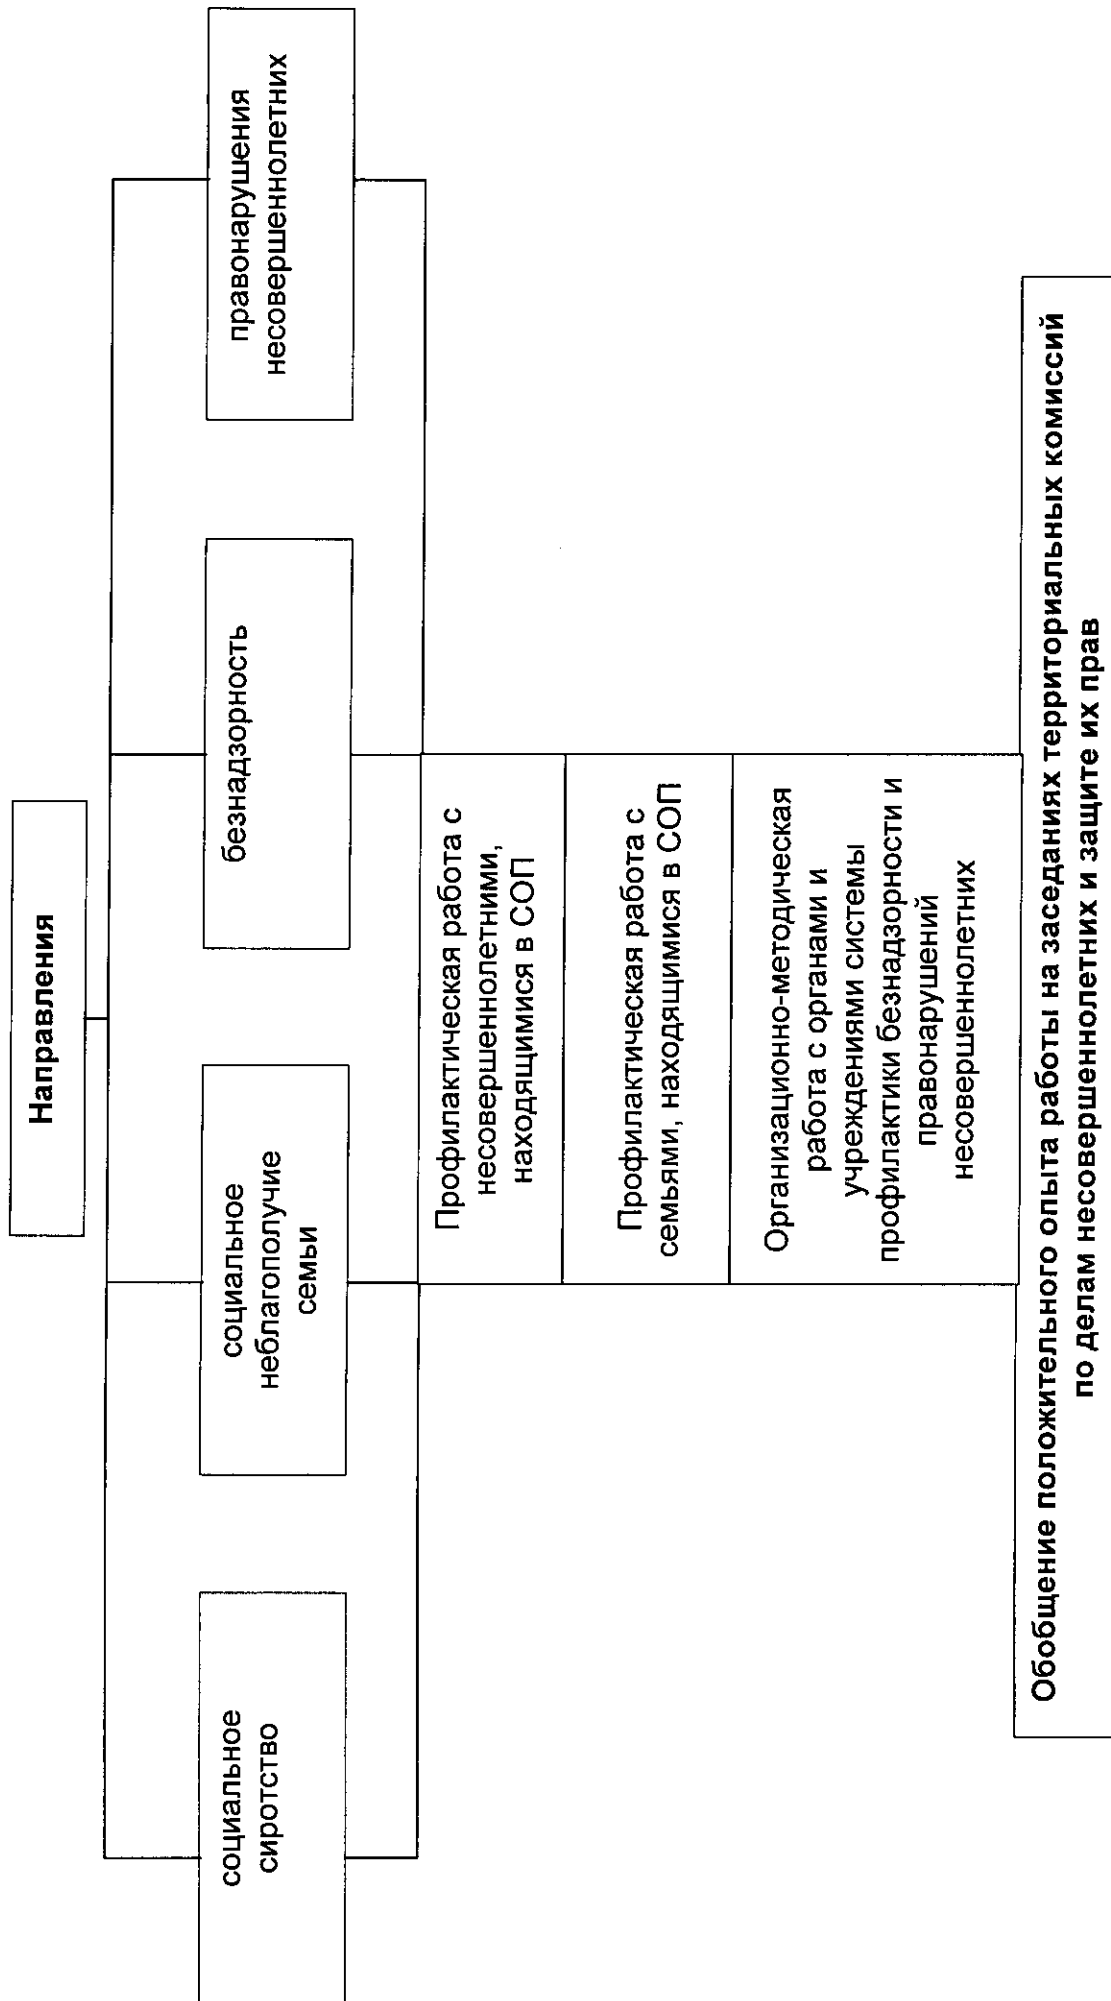 Направления
социальное
сиротство
социальное
неблагополучие
семьи
безнадзорность
правонарушения
несовершеннолетних
Профилактическая работа с
несовершеннолетними,
находящимися в СОП
Профилактическая работа с
семьями, находящимися в СОП
Организационно-методическая
работа с органами и
учреждениями системы
профилактики безнадзорности и
правонарушений
несовершеннолетних
Обобщение положительного опыта работы на заседаниях территориальных комиссий
по делам несовершеннолетних и защите их прав